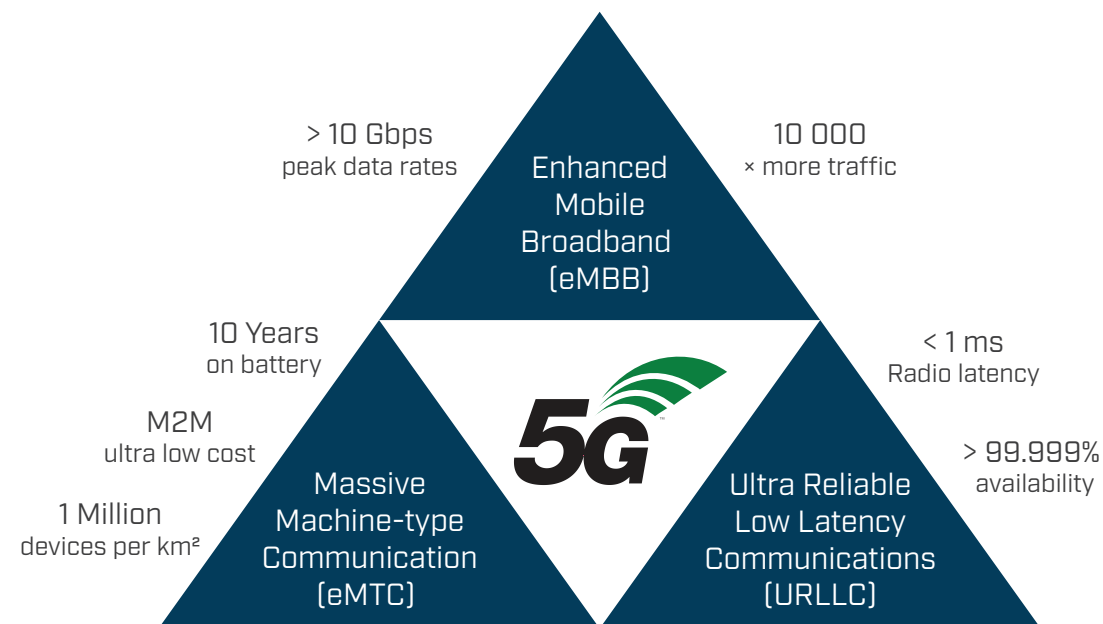 > 10 Gbps
peak data rates
10 000
× more traffic
Enhanced
Mobile
Broadband
(eMBB)
10 Years
on battery
< 1 ms
Radio latency
M2M
ultra low cost
5G
™
> 99.999%
availability
1 Million
devices per km²
Massive
Machine-type
Communication
(eMTC)
Ultra Reliable
Low Latency
Communications
(URLLC)